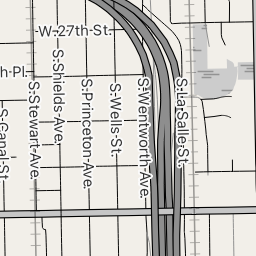 W. 27th St.
h Pl.
S. Canal St
S. Stewart Ave.
S. Shields Ave.
S. Princeton Ave.
S. Wells St.
S. Wentworth Ave.
S. La Salle St.